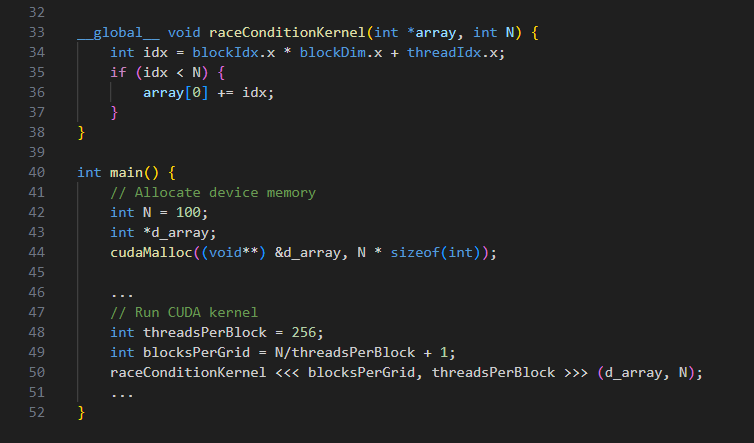 32
33 __global__ void raceConditionKernel(int *array, int N) {
34     int idx = blockIdx.x * blockDim.x + threadIdx.x;
35     if (idx < N) {
36         array[0] += idx;
37     }
38 }
39
40 int main() {
41     // Allocate device memory
42     int N = 100;
43     int *d_array;
44     cudaMalloc((void**) &d_array, N * sizeof(int));
45
46     ...
47     // Run CUDA kernel
48     int threadsPerBlock = 256;
49     int blocksPerGrid = N/threadsPerBlock + 1;
50     raceConditionKernel <<< blocksPerGrid, threadsPerBlock >>> (d_array, N);
51     ...
52 }